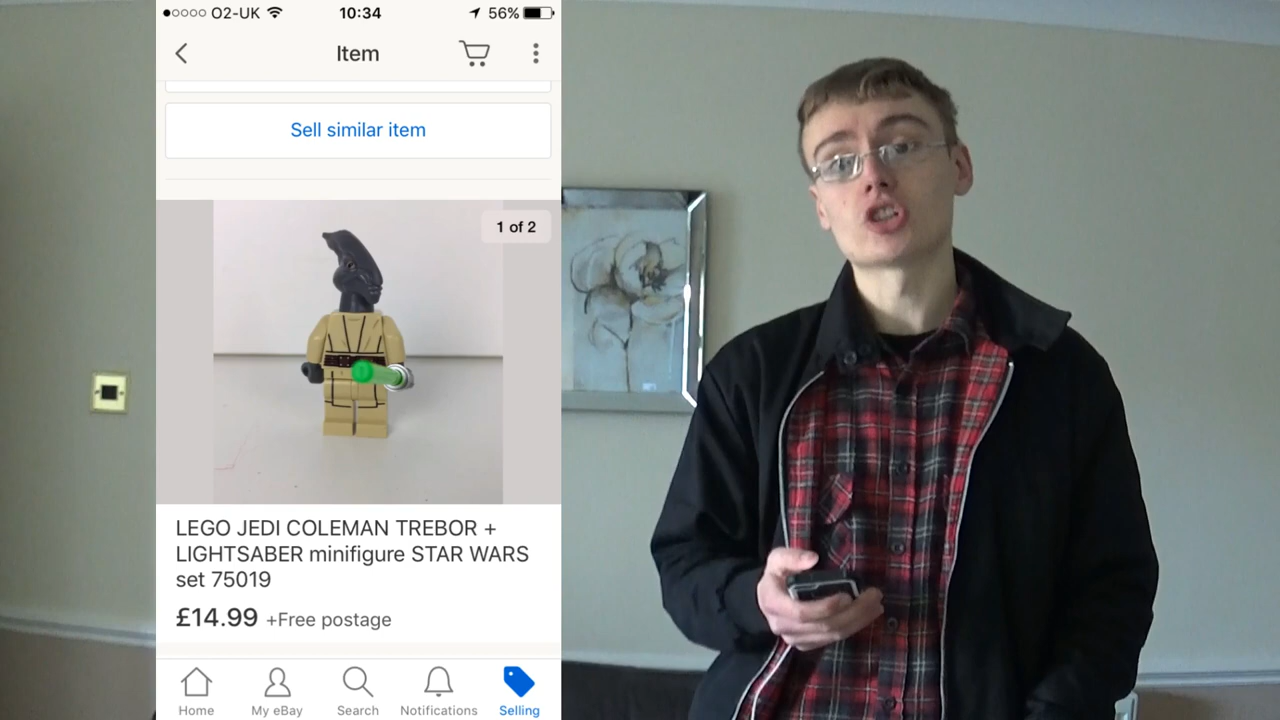 O2-UK 10:34 56%
Item
Sell similar item
1 of 2
LEGO JEDI COLEMAN TREBOR +
LIGHTSABER minifigure STAR WARS
set 75019
£14.99 +Free postage
Home My eBay Search Notifications Selling